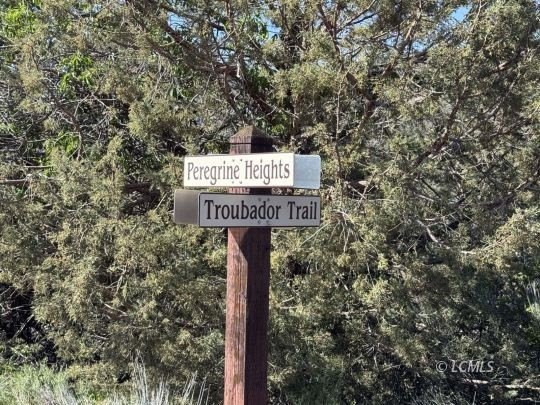 Peregrine Heights
Troubador Trail
© LCMLS